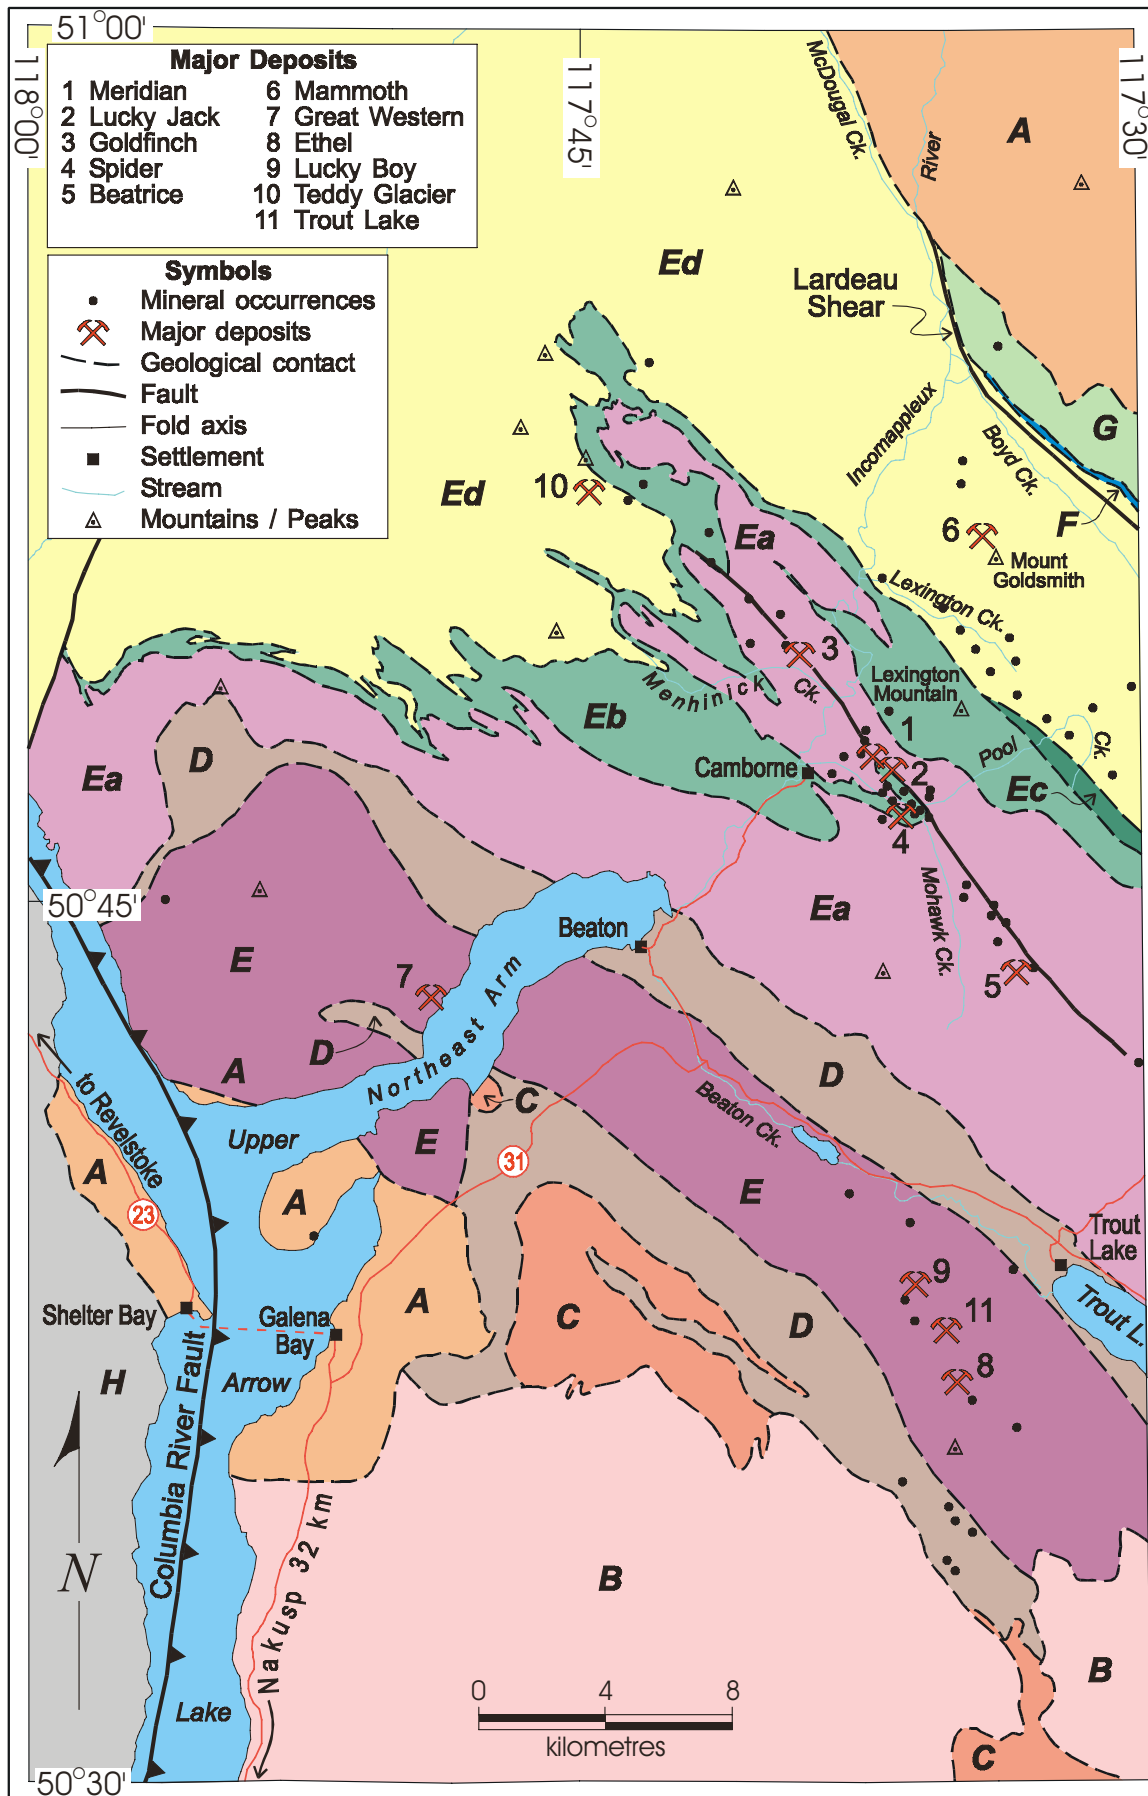 51°00'
118°00'
117°45'
117°30'
Major Deposits
1 Meridian
2 Lucky Jack
3 Goldfinch
4 Spider
5 Beatrice
6 Mammoth
7 Great Western
8 Ethel
9 Lucky Boy
10 Teddy Glacier
11 Trout Lake
Symbols
Mineral occurrences
Major deposits
Geological contact
Fault
Fold axis
Settlement
Stream
Mountains / Peaks
McDougal Ck.
River
A
Ed
Lardeau
Shear
Incomappleux
Boyd Ck.
G
F
Ed
10
6
Mount
Goldsmith
Ea
Lexington Ck.
3
Menhinick Ck.
Lexington
Mountain
Eb
1
2
Pool Ck.
Camborne
Ec
4
D
Ea
50°45'
Mohawk Ck.
Ea
Beaton
E
7
5
Northeast Arm
D
A
D
C
to Revelstoke
Upper
Beaton Ck.
E
31
A
A
E
23
Trout
Lake
9
Shelter Bay
Galena
Bay
A
C
11
D
Trout L.
8
H
Arrow
Columbia River Fault
N
Nakusp 32 km
B
B
0 4 8
kilometres
Lake
C
50°30'